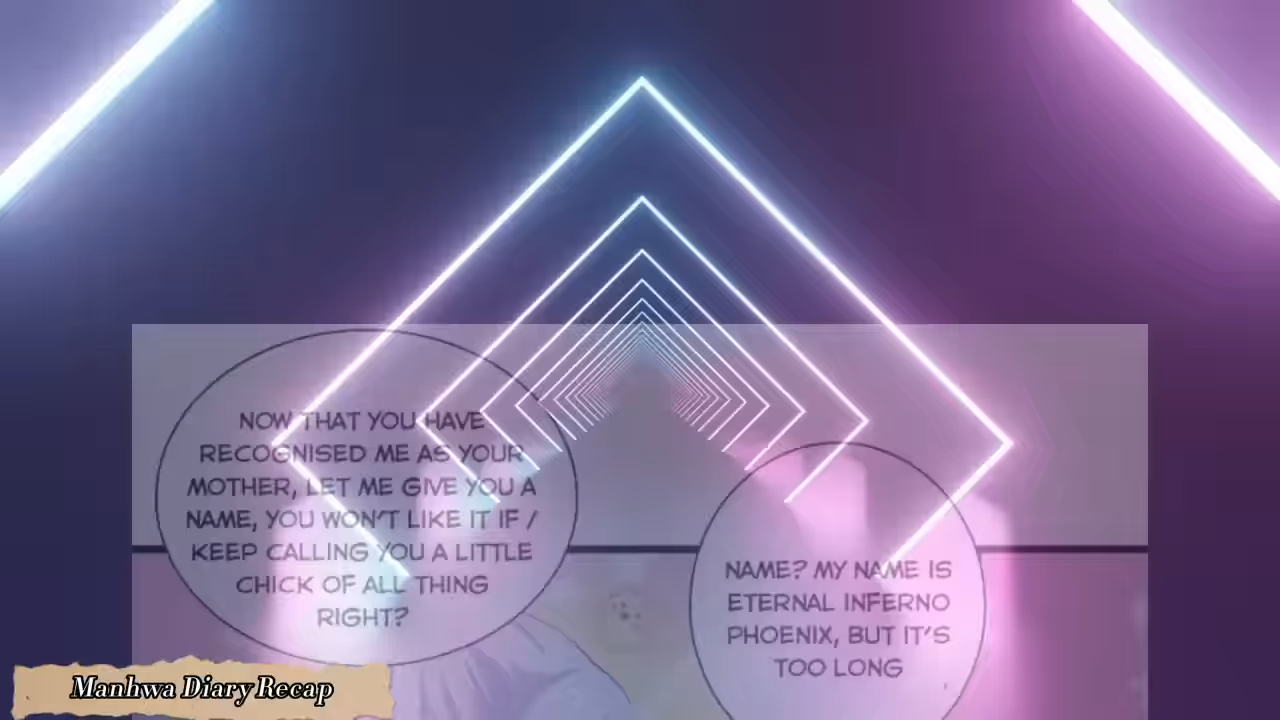 NOW THAT YOU HAVE
RECOGNISED ME AS YOUR
MOTHER, LET ME GIVE YOU A
NAME, YOU WON'T LIKE IT IF /
KEEP CALLING YOU A LITTLE
CHICK OF ALL THING
RIGHT?
NAME? MY NAME IS
ETERNAL INFERNO
PHOENIX, BUT IT'S
TOO LONG
Manhwa Diary Recap